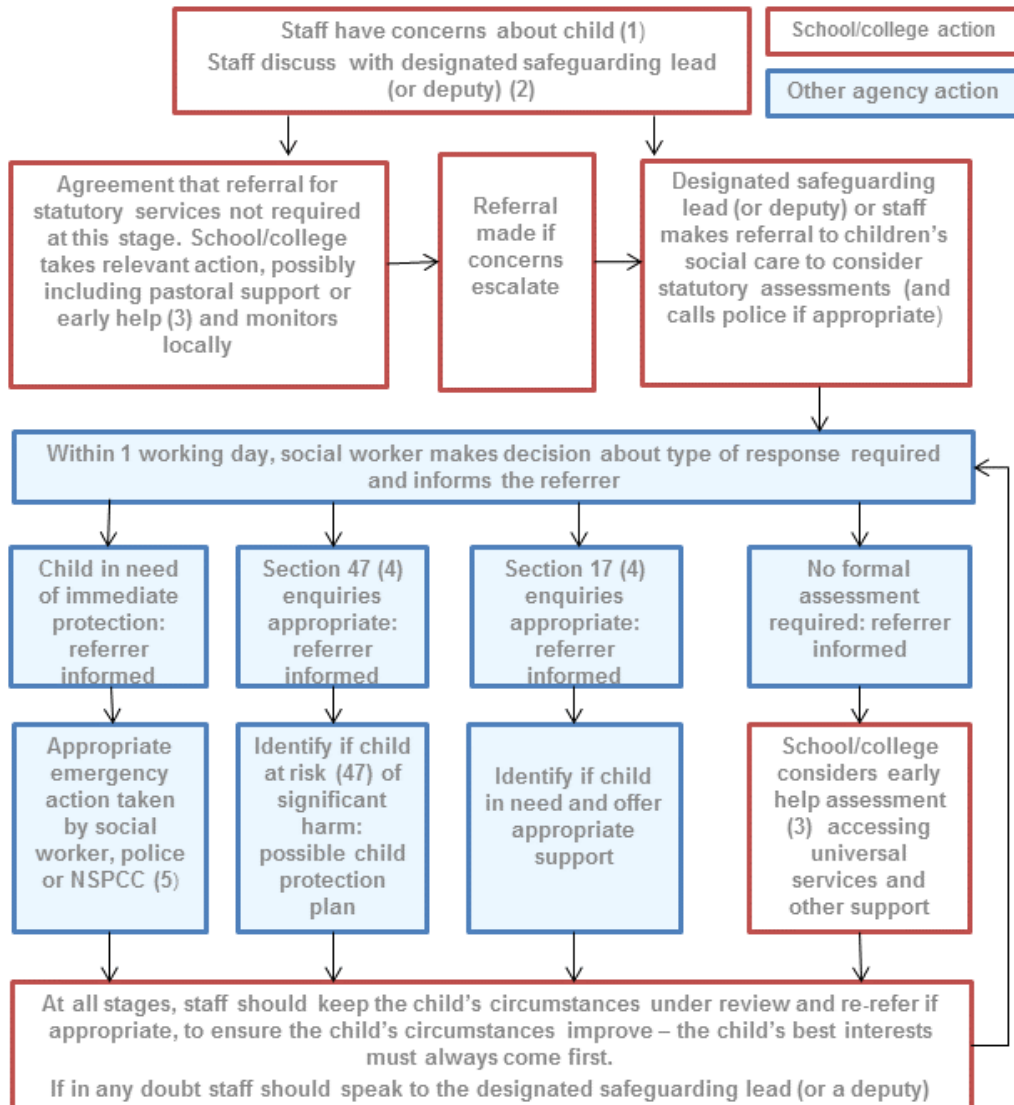 Staff have concerns about child (1)
Staff discuss with designated safeguarding lead
(or deputy) (2)
School/college action
Other agency action
Agreement that referral for
statutory services not required
at this stage. School/college
takes relevant action, possibly
including pastoral support or
early help (3) and monitors
locally
Referral
made if
concerns
escalate
Designated safeguarding
lead (or deputy) or staff
makes referral to children's
social care to consider
statutory assessments (and
calls police if appropriate)
Within 1 working day, social worker makes decision about type of response required
and informs the referrer
Child in need
of immediate
protection:
referrer
informed
Section 47 (4)
enquiries
appropriate:
referrer
informed
Section 17 (4)
enquiries
appropriate:
referrer
informed
No formal
assessment
required: referrer
informed
Appropriate
emergency
action taken
by social
worker, police
or NSPCC (5)
Identify if child
at risk (47) of
significant
harm:
possible child
protection
plan
Identify if child
in need and offer
appropriate
support
School/college
considers early
help assessment
(3) accessing
universal
services and
other support
At all stages, staff should keep the child's circumstances under review and re-refer if
appropriate, to ensure the child's circumstances improve – the child's best interests
must always come first.
If in any doubt staff should speak to the designated safeguarding lead (or a deputy)